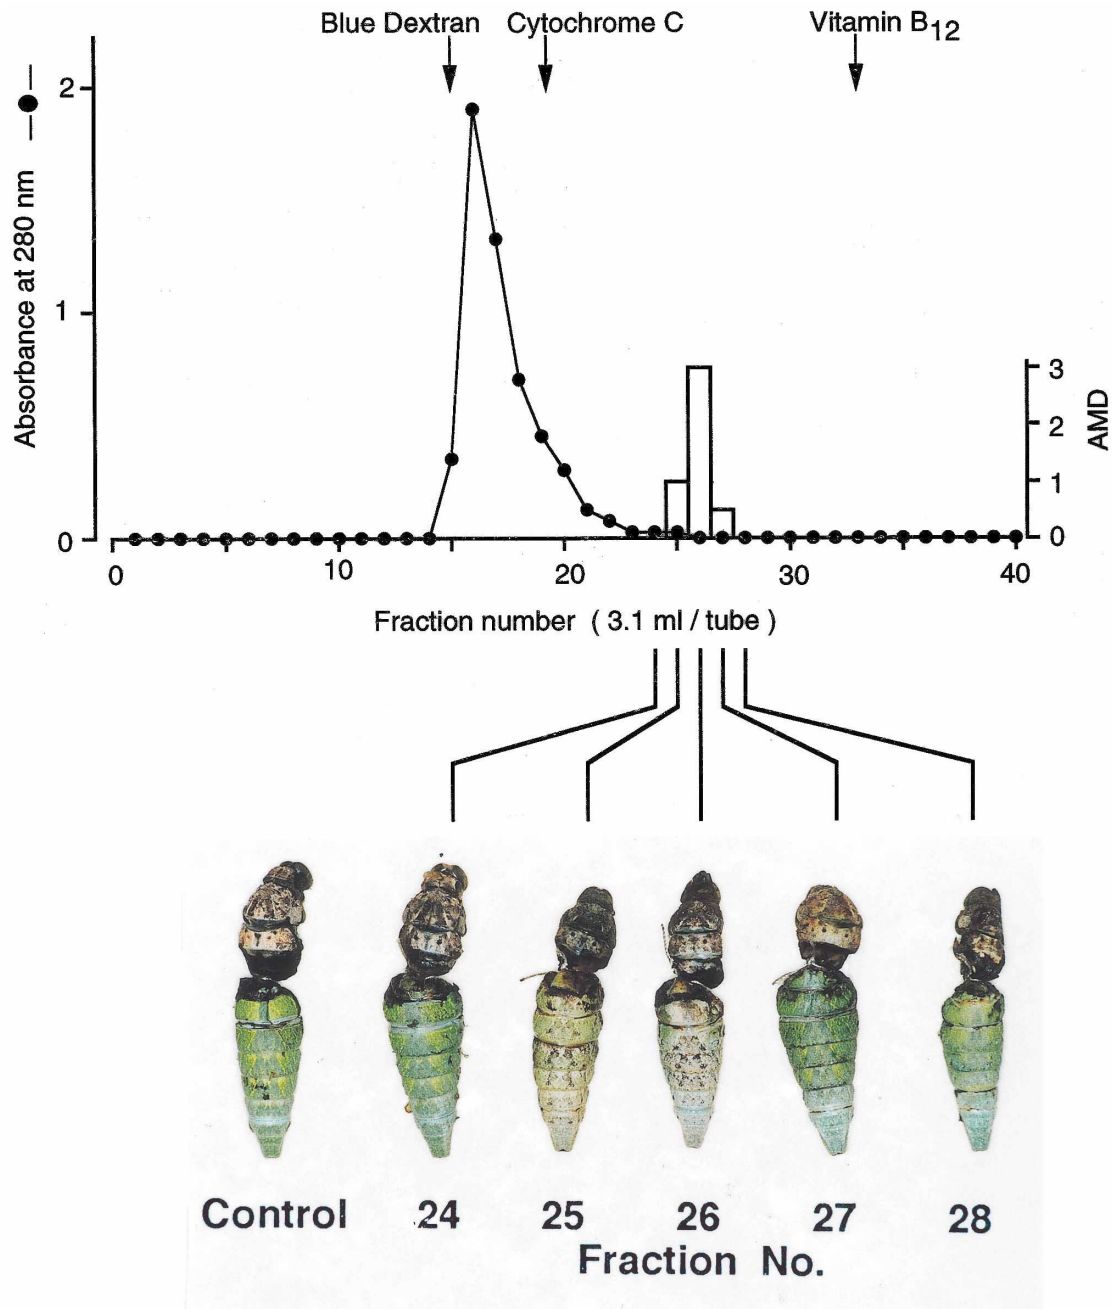 Blue Dextran Cytochrome C Vitamin B12
2
1
0
Absorbance at 280 nm
3
2
1
0
AMD
0 10 20 30 40
Fraction number ( 3.1 ml / tube )
Control 24 25 26 27 28
Fraction No.